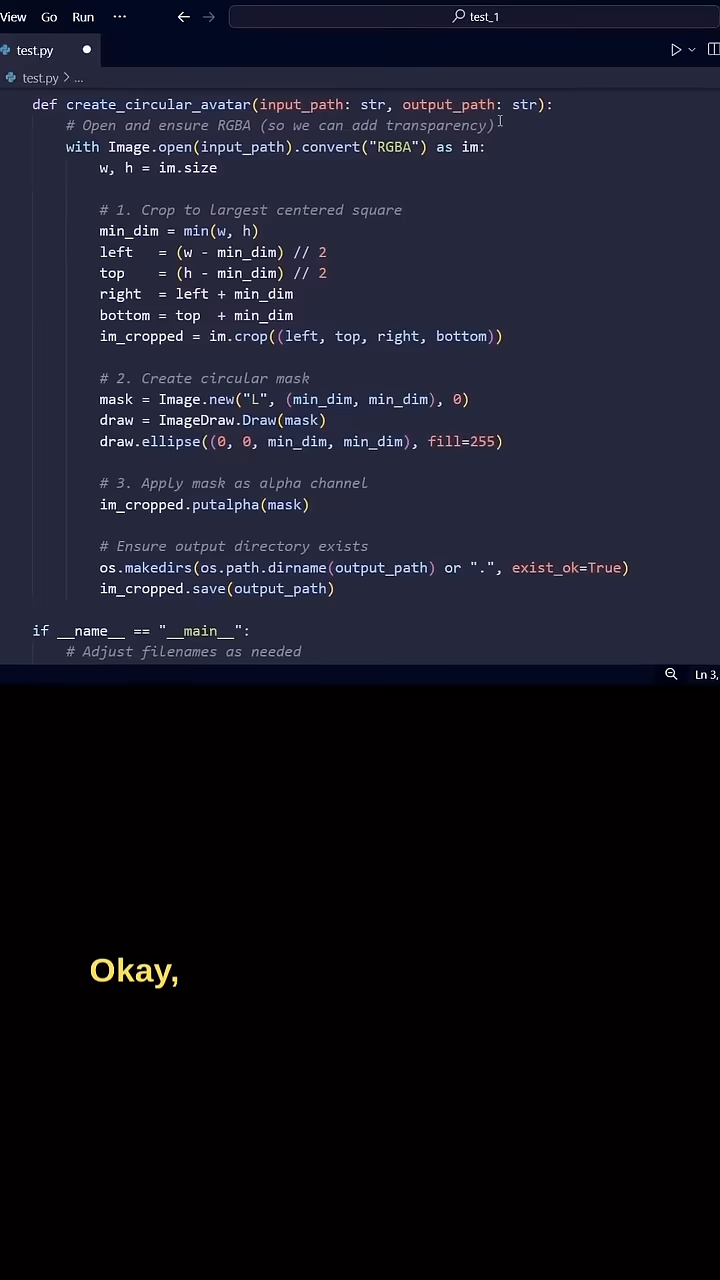 View Go Run ··· ← → test_1
test.py ●
test.py > ...
def create_circular_avatar(input_path: str, output_path: str):
    # Open and ensure RGBA (so we can add transparency)
    with Image.open(input_path).convert("RGBA") as im:
        w, h = im.size
        # 1. Crop to largest centered square
        min_dim = min(w, h)
        left   = (w - min_dim) // 2
        top    = (h - min_dim) // 2
        right  = left + min_dim
        bottom = top  + min_dim
        im_cropped = im.crop((left, top, right, bottom))
        # 2. Create circular mask
        mask = Image.new("L", (min_dim, min_dim), 0)
        draw = ImageDraw.Draw(mask)
        draw.ellipse((0, 0, min_dim, min_dim), fill=255)
        # 3. Apply mask as alpha channel
        im_cropped.putalpha(mask)
        # Ensure output directory exists
        os.makedirs(os.path.dirname(output_path) or ".", exist_ok=True)
        im_cropped.save(output_path)
if __name__ == "__main__":
    # Adjust filenames as needed
Ln 3,
Okay,